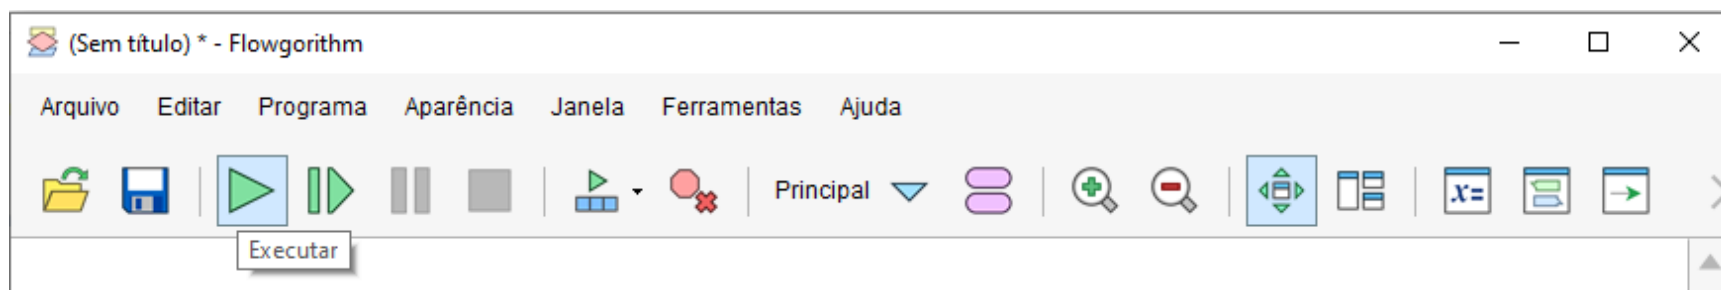 (Sem título) * - Flowgorithm
Arquivo Editar Programa Aparência Janela Ferramentas Ajuda
Principal x=
Executar